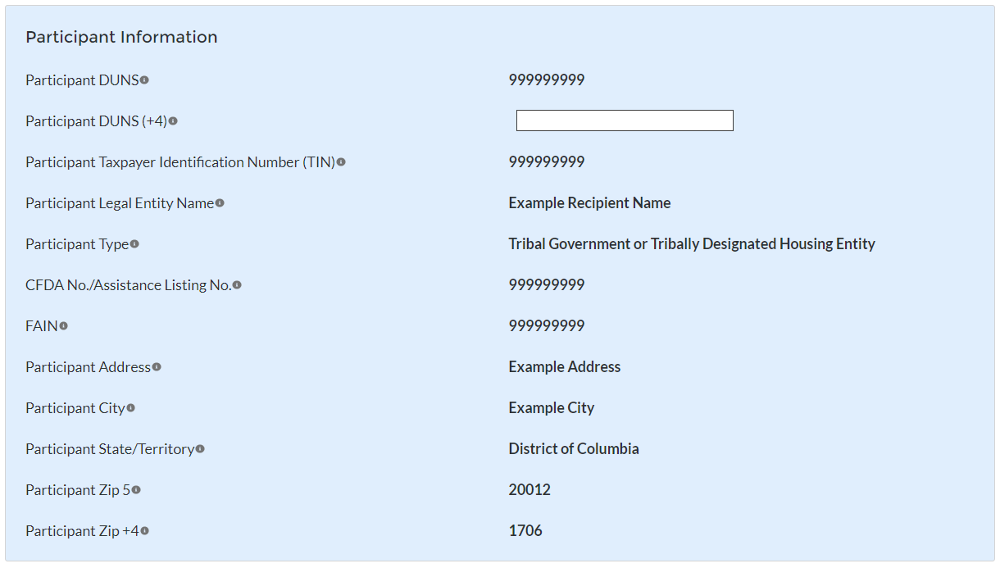 Participant Information
Participant DUNS 999999999
Participant DUNS (+4)
Participant Taxpayer Identification Number (TIN) 999999999
Participant Legal Entity Name Example Recipient Name
Participant Type Tribal Government or Tribally Designated Housing Entity
CFDA No./Assistance Listing No. 999999999
FAIN 999999999
Participant Address Example Address
Participant City Example City
Participant State/Territory District of Columbia
Participant Zip 5 20012
Participant Zip +4 1706